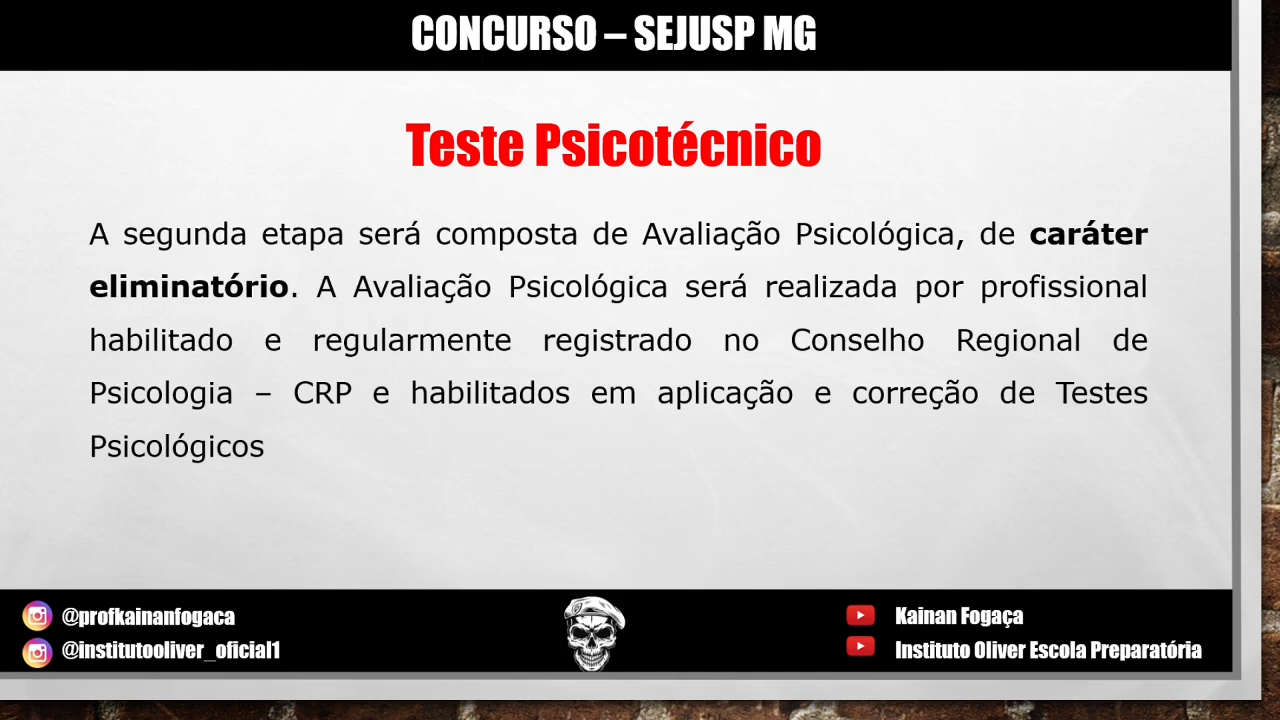 CONCURSO – SEJUSP MG
Teste Psicotécnico
A segunda etapa será composta de Avaliação Psicológica, de caráter
eliminatório. A Avaliação Psicológica será realizada por profissional
habilitado e regularmente registrado no Conselho Regional de
Psicologia – CRP e habilitados em aplicação e correção de Testes
Psicológicos
@profkainanfogaca
@institutooliver_oficial1
Kainan Fogaça
Instituto Oliver Escola Preparatória